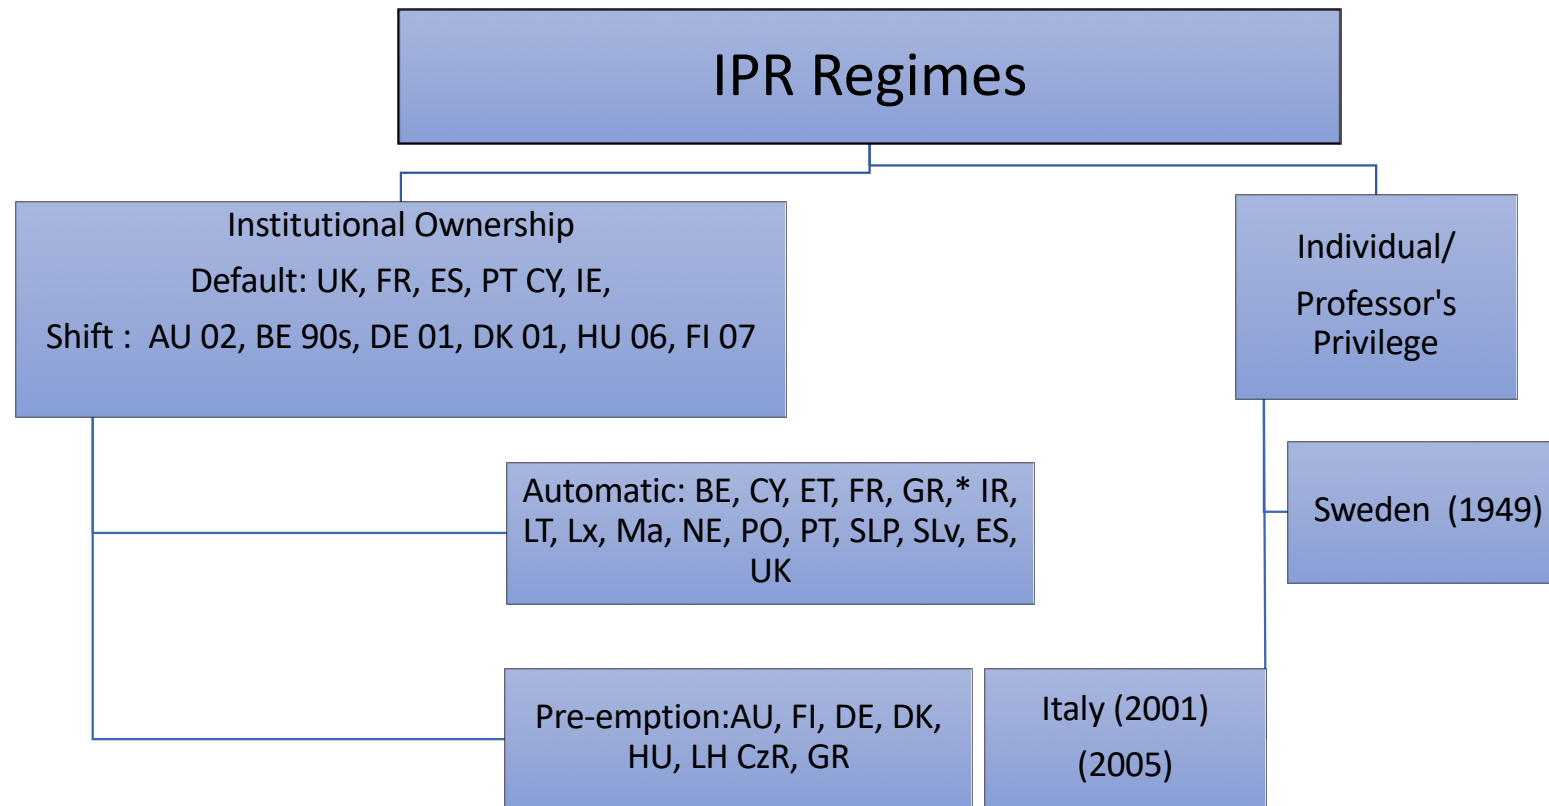 IPR Regimes
Institutional Ownership
Default: UK, FR, ES, PT CY, IE,
Shift :  AU 02, BE 90s, DE 01, DK 01, HU 06, FI 07
Individual/
Professor's
Privilege
Automatic: BE, CY, ET, FR, GR,* IR,
LT, Lx, Ma, NE, PO, PT, SLP, SLv, ES,
UK
Sweden  (1949)
Pre-emption:AU, FI, DE, DK,
HU, LH CzR, GR
Italy (2001)
(2005)